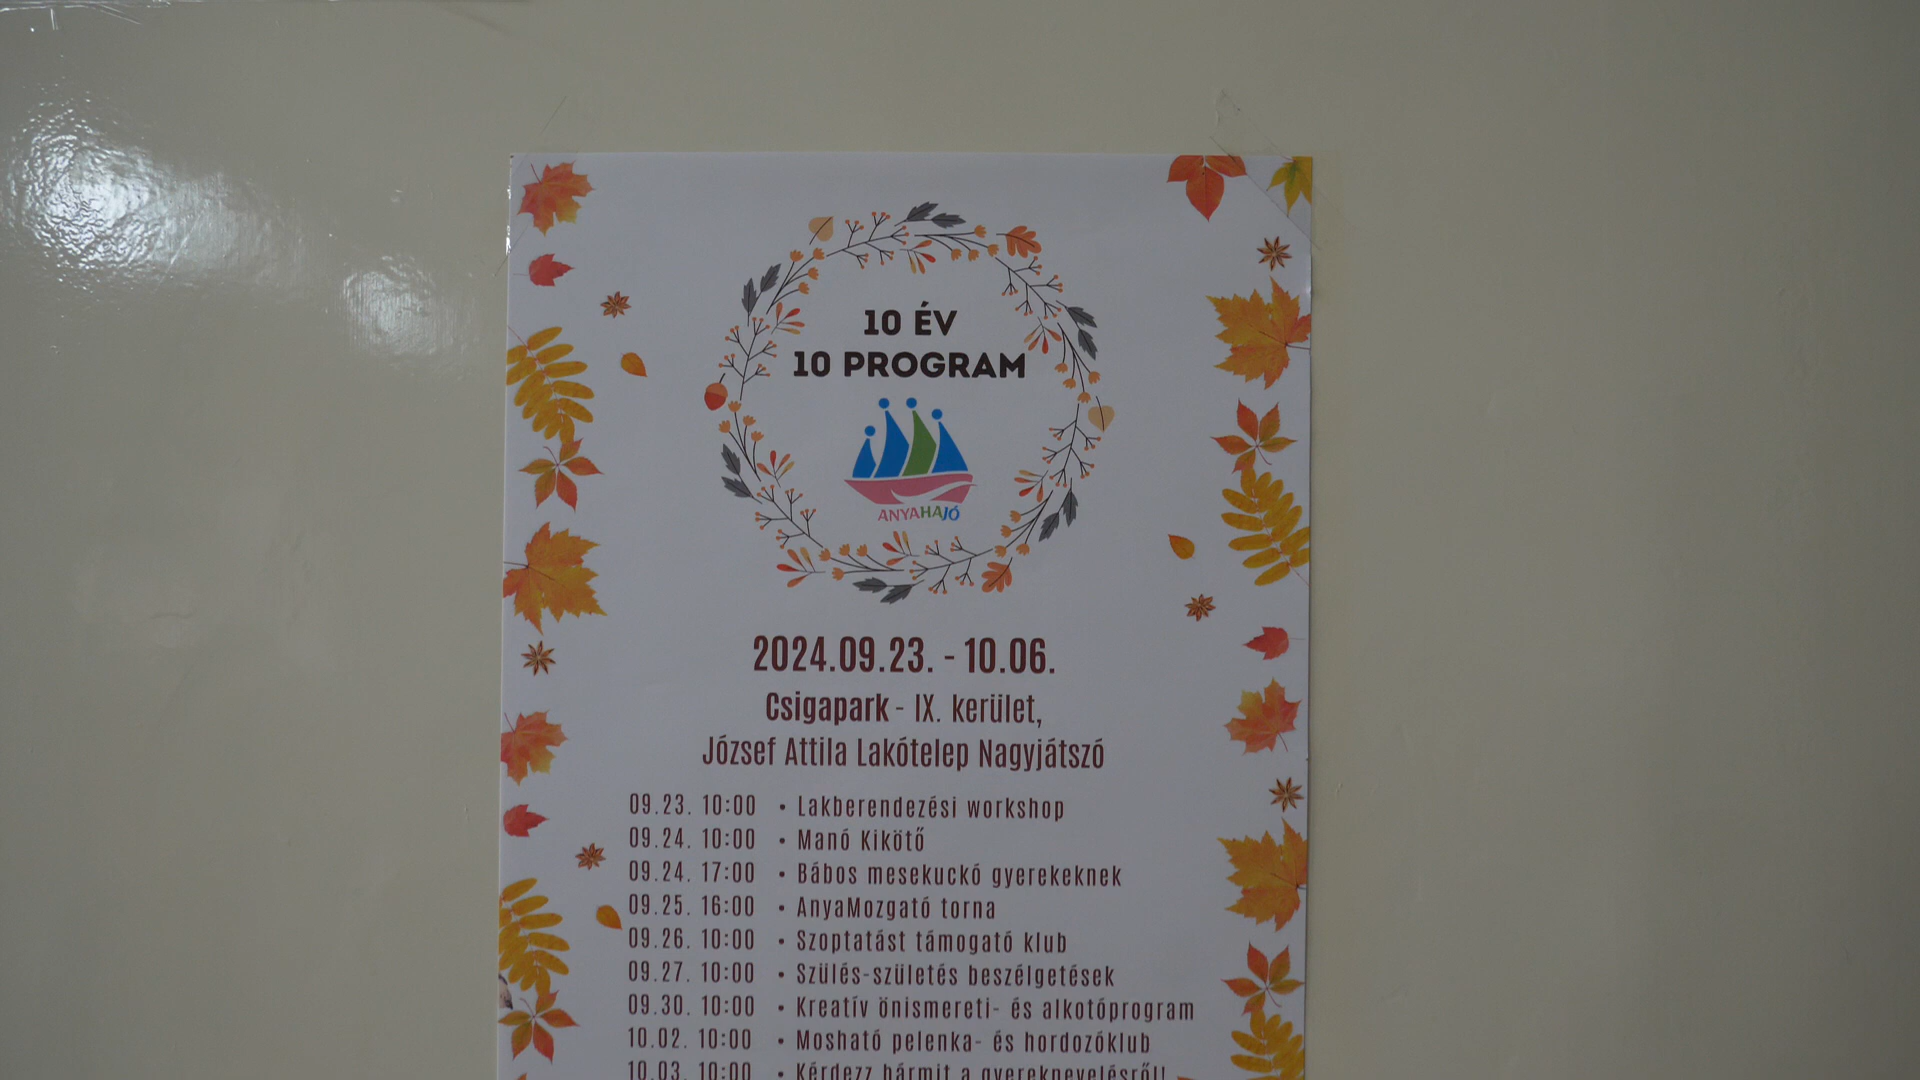 10 ÉV
10 PROGRAM
ANYAHAJÓ
2024.09.23. - 10.06.
Csigapark - IX. kerület,
József Attila Lakótelep Nagyjátszó
09.23. 10:00 • Lakberendezési workshop
09.24. 10:00 • Manó Kikötő
09.24. 17:00 • Bábos mesekuckó gyerekeknek
09.25. 16:00 • AnyaMozgató torna
09.26. 10:00 • Szoptatást támogató klub
09.27. 10:00 • Szülés-születés beszélgetések
09.30. 10:00 • Kreatív önismereti- és alkotóprogram
10.02. 10:00 • Mosható pelenka- és hordozóklub
10.03. 10:00 • Kérdezz bármit a gyereknevelésről!